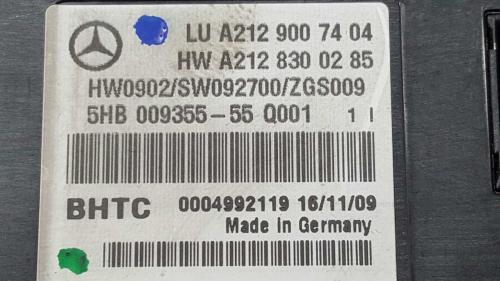 LU A212 900 74 04
HW A212 830 02 85
HW0902/SW092700/ZGS009
5HB 009355-55 Q001 1 I
BHTC 0004992119 16/11/09
Made in Germany